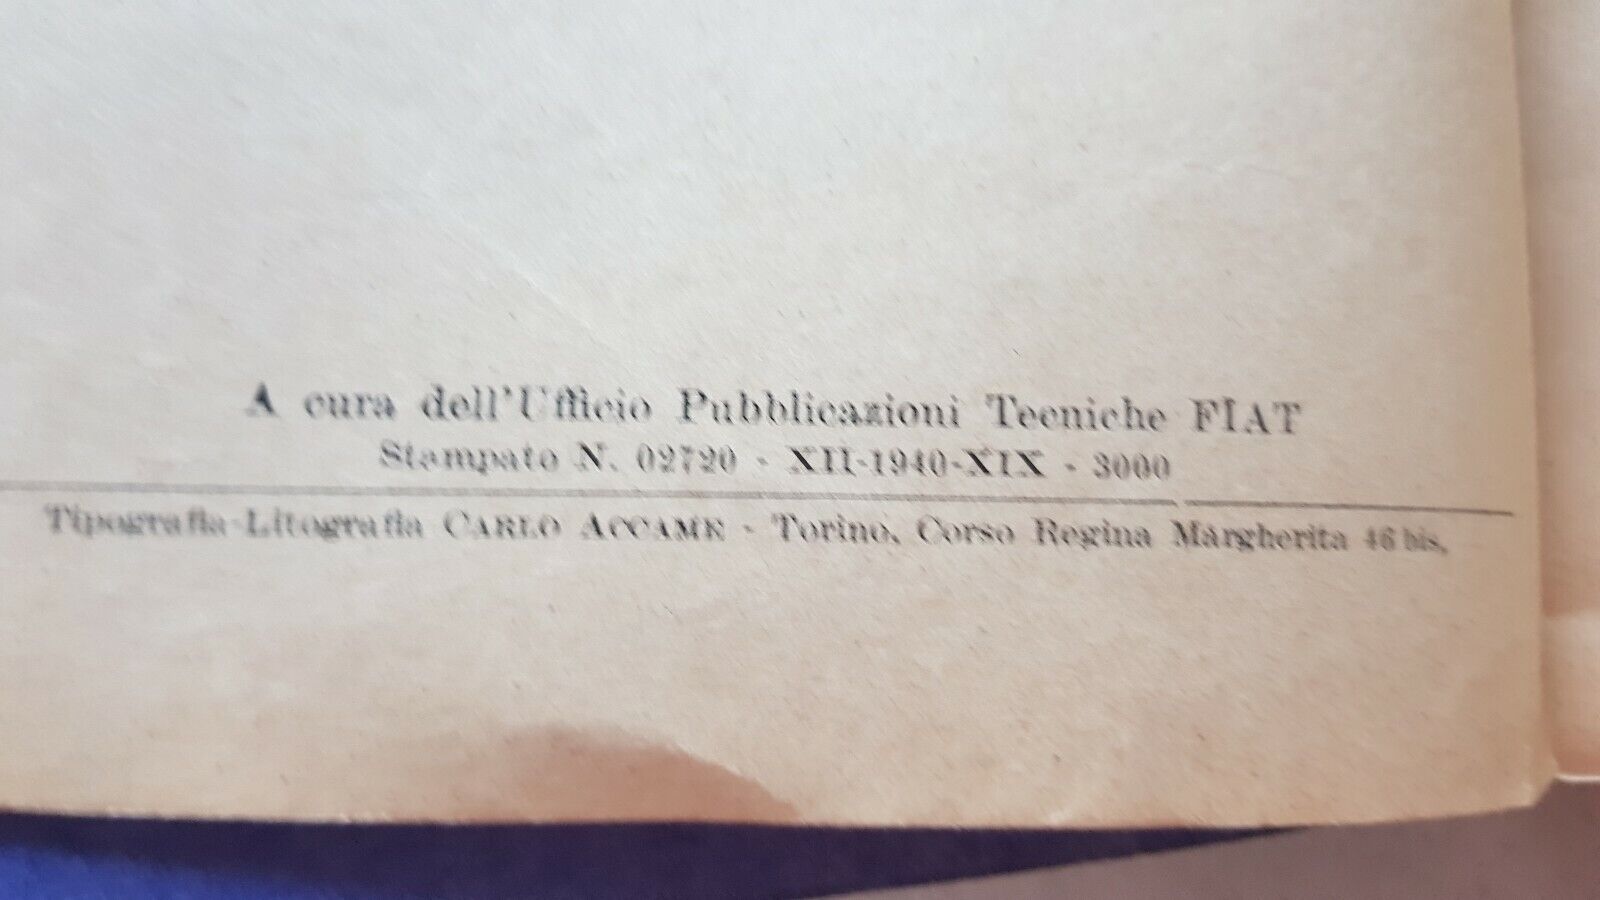 A cura dell'Ufficio Pubblicazioni Tecniche FIAT
Stampato N. 02720 - XII-1940-XIX - 3000
Tipografia-Litografia CARLO ACCAME - Torino, Corso Regina Margherita 46 bis.